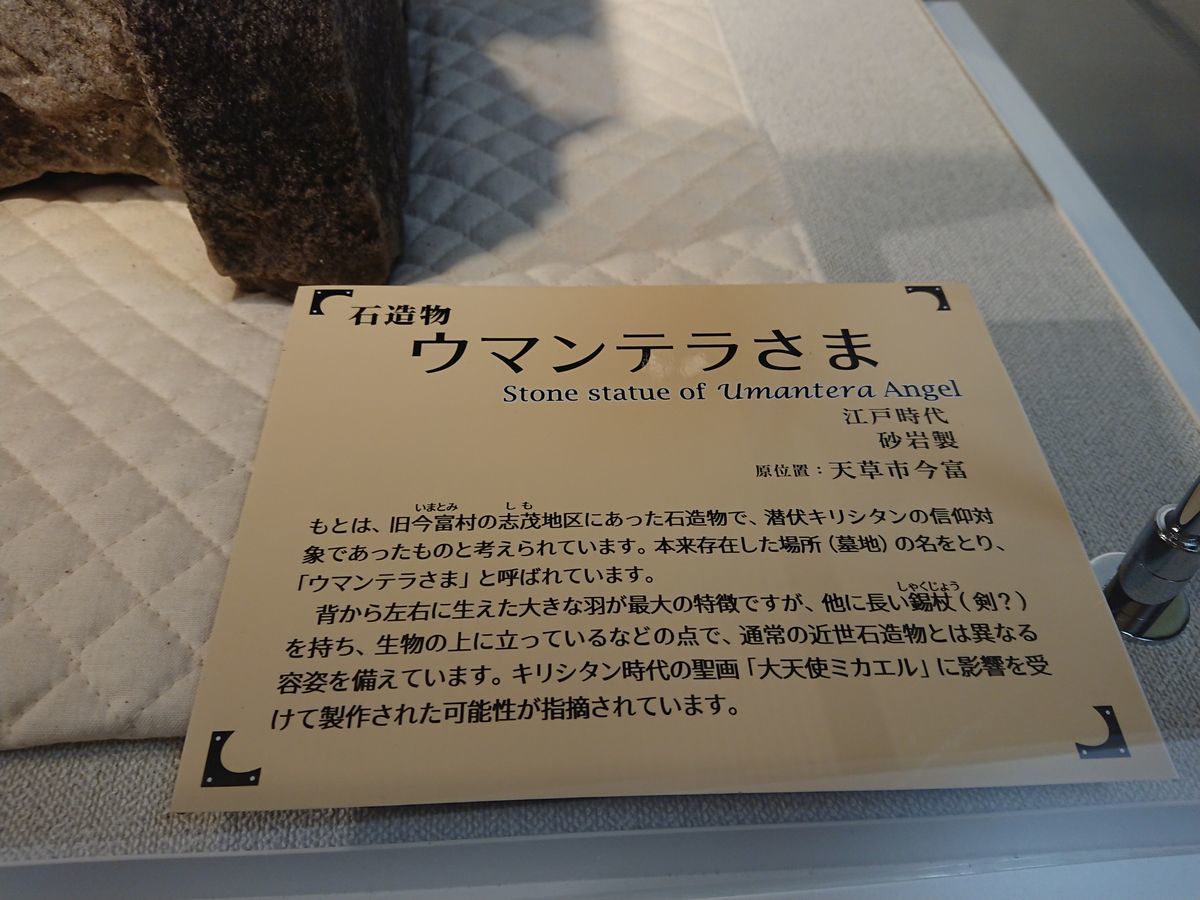 石造物
ウマンテラさま
Stone statue of Umantera Angel
江戸時代
砂岩製
原位置：天草市今富
いまとみ しも
もとは、旧今富村の志茂地区にあった石造物で、潜伏キリシタンの信仰対
象であったものと考えられています。本来存在した場所（墓地）の名をとり、
「ウマンテラさま」と呼ばれています。
しゃくじょう
背から左右に生えた大きな羽が最大の特徴ですが、他に長い錫杖（剣？）
を持ち、生物の上に立っているなどの点で、通常の近世石造物とは異なる
容姿を備えています。キリシタン時代の聖画「大天使ミカエル」に影響を受
けて製作された可能性が指摘されています。